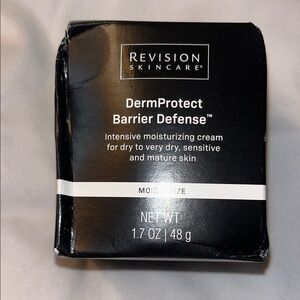 REVISION
SKINCARE®
DermProtect
Barrier Defense™
Intensive moisturizing cream
for dry to very dry, sensitive
and mature skin
MOISTURIZE
NET WT.
1.7 OZ | 48 g